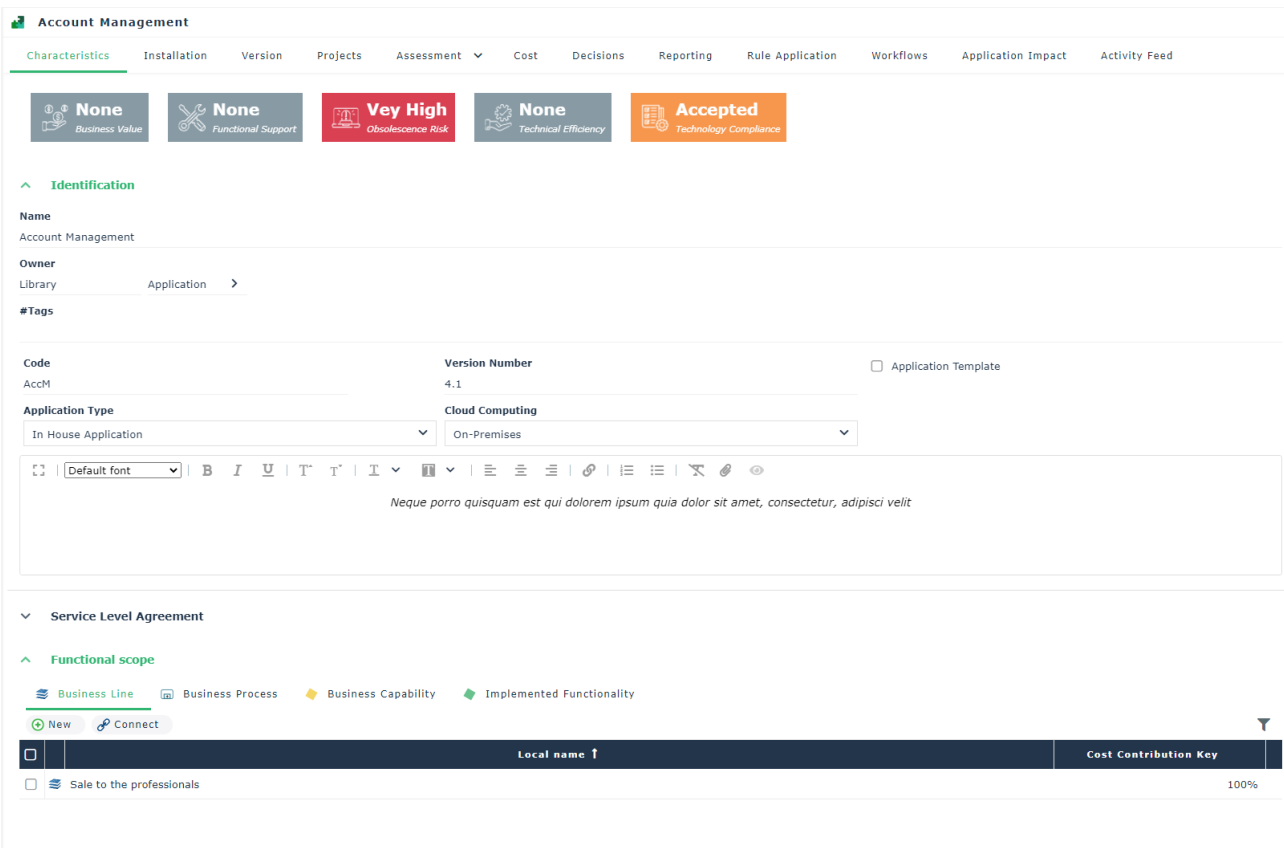 Account Management
Characteristics Installation Version Projects Assessment Cost Decisions Reporting Rule Application Workflows Application Impact Activity Feed
None None Vey High None Accepted
Business Value Functional Support Obsolescence Risk Technical Efficiency Technology Compliance
Identification
Name
Account Management
Owner
Library Application
#Tags
Code Version Number
Application Template
AccM 4.1
Application Type Cloud Computing
In House Application On-Premises
Default font B I U T T I T
Neque porro quisquam est qui dolorem ipsum quia dolor sit amet, consectetur, adipisci velit
Service Level Agreement
Functional scope
Business Line Business Process Business Capability Implemented Functionality
New Connect
Local name ↑ Cost Contribution Key
Sale to the professionals 100%